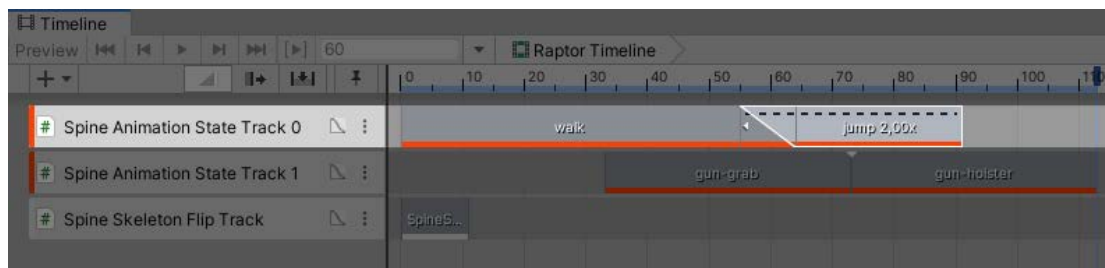 Timeline
Preview 60 Raptor Timeline
0 10 20 30 40 50 60 70 80 90 100 110
# Spine Animation State Track 0 walk jump 2,00x
# Spine Animation State Track 1 gun-grab gun-holster
# Spine Skeleton Flip Track SpineS...